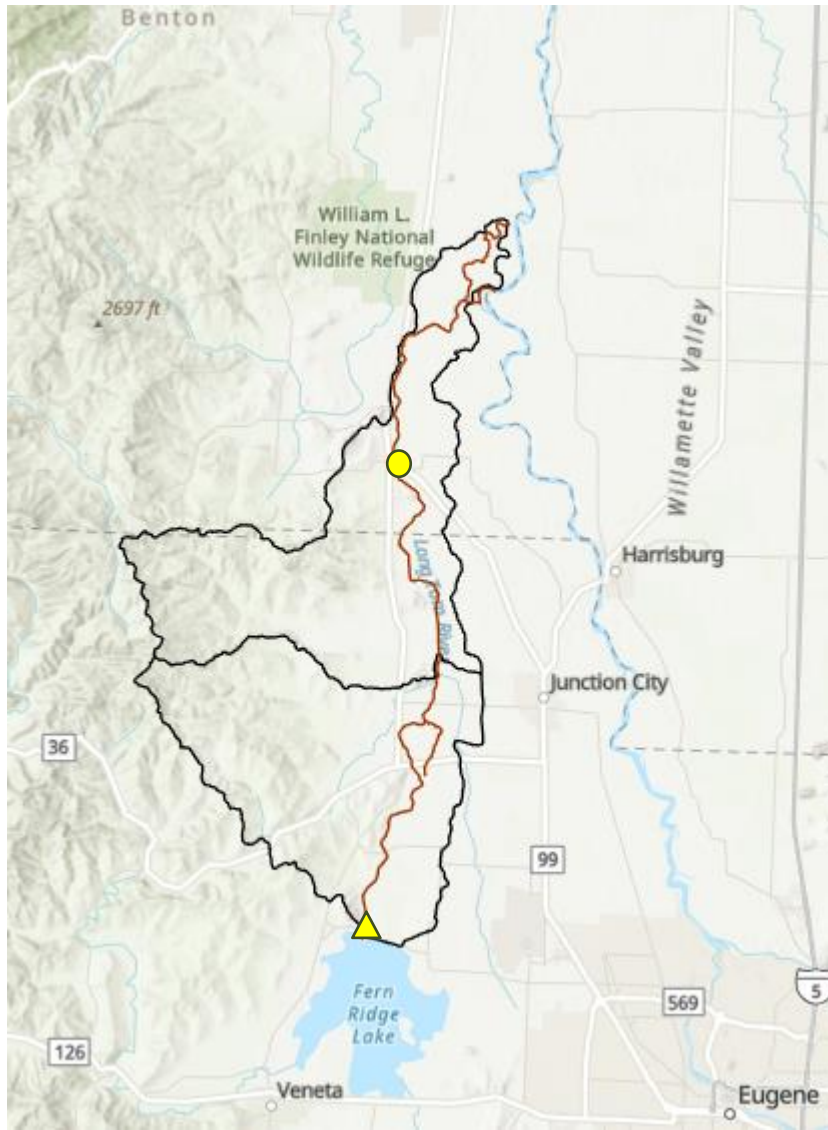 Benton
William L.
Finley National
Wildlife Refuge
2697 ft
Willamette Valley
Long Tom River
Harrisburg
Junction City
36
99
Fern
Ridge
Lake
569
5
126
Veneta
Eugene